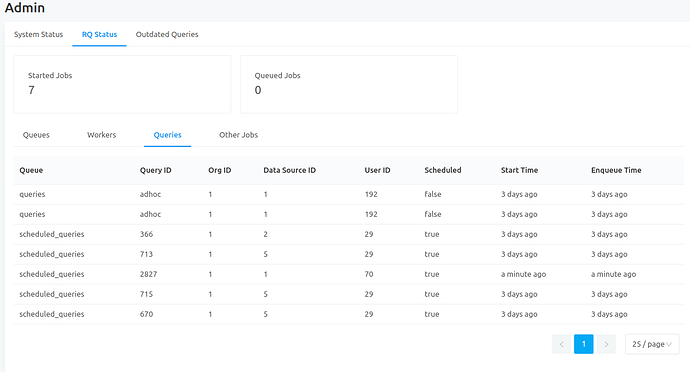 Admin
System Status RQ Status Outdated Queries
Started Jobs Queued Jobs
7 0
Queues Workers Queries Other Jobs
Queue Query ID Org ID Data Source ID User ID Scheduled Start Time Enqueue Time
queries adhoc 1 1 192 false 3 days ago 3 days ago
queries adhoc 1 1 192 false 3 days ago 3 days ago
scheduled_queries 366 1 2 29 true 3 days ago 3 days ago
scheduled_queries 713 1 5 29 true 3 days ago 3 days ago
scheduled_queries 2827 1 1 70 true a minute ago a minute ago
scheduled_queries 715 1 5 29 true 3 days ago 3 days ago
scheduled_queries 670 1 5 29 true 3 days ago 3 days ago
1 25 / page